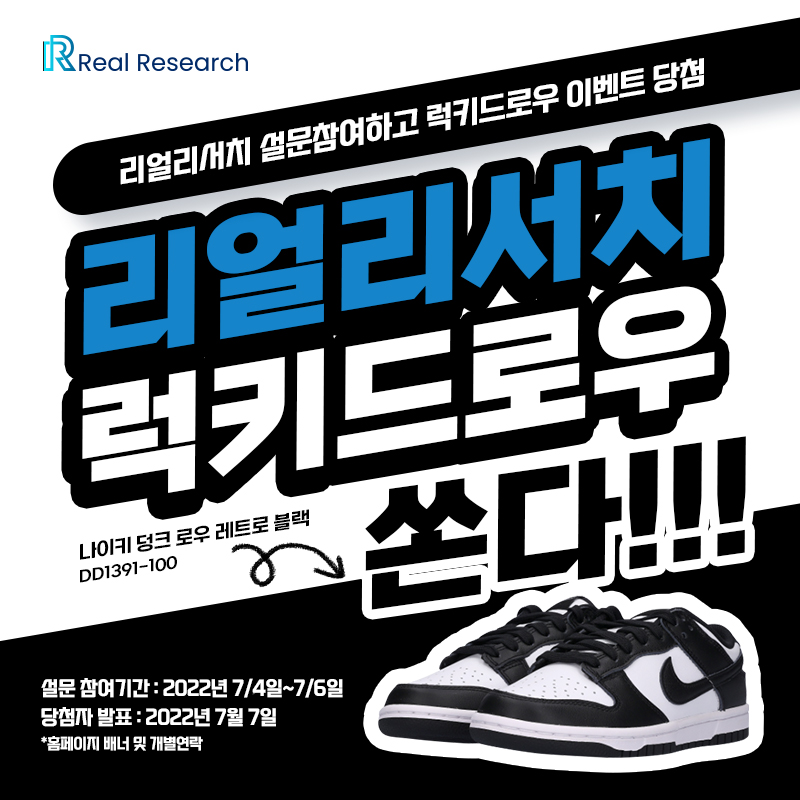 Real Research
리얼리서치 설문참여하고 럭키드로우 이벤트 당첨
리얼리서치
럭키드로우
쏜다!!!
나이키 덩크 로우 레트로 블랙
DD1391-100
설문 참여기간 : 2022년 7/4일~7/6일
당첨자 발표 : 2022년 7월 7일
*홈페이지 배너 및 개별연락